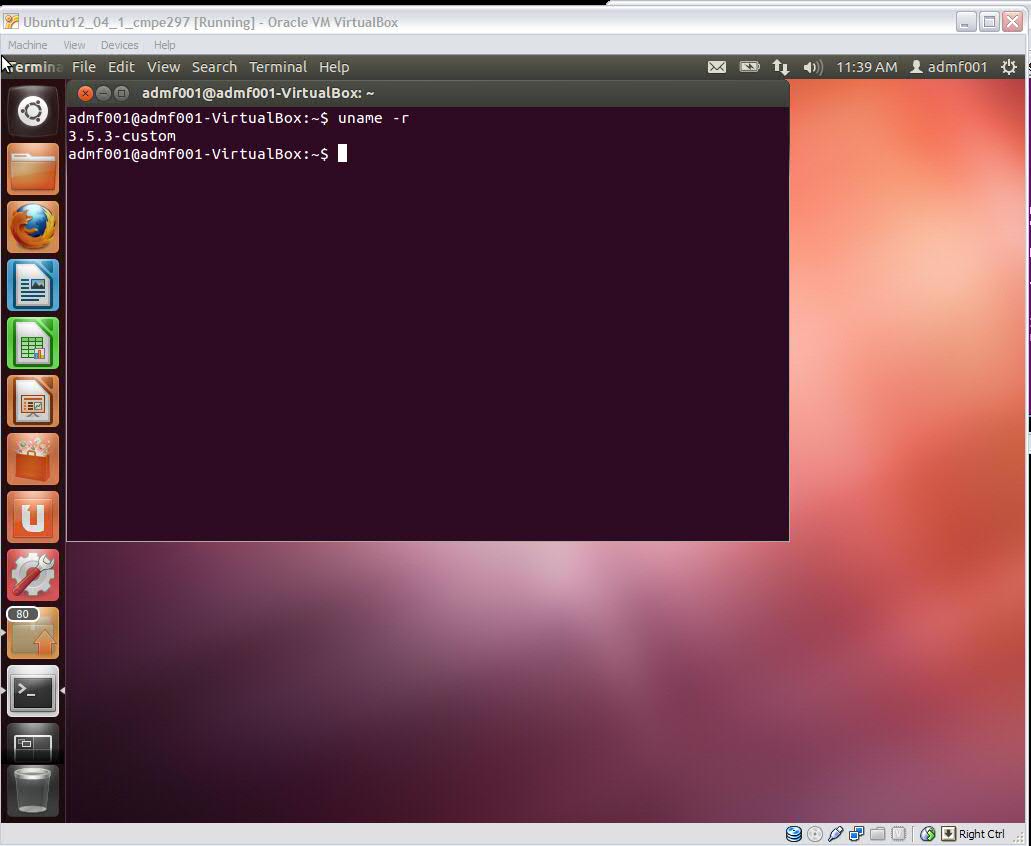 Ubuntu12_04_1_cmpe297 [Running] - Oracle VM VirtualBox
Machine View Devices Help
File Edit View Search Terminal Help 11:39 AM admf001
admf001@admf001-VirtualBox: ~
admf001@admf001-VirtualBox:~$ uname -r
3.5.3-custom
admf001@admf001-VirtualBox:~$
U
80
>_
Right Ctrl